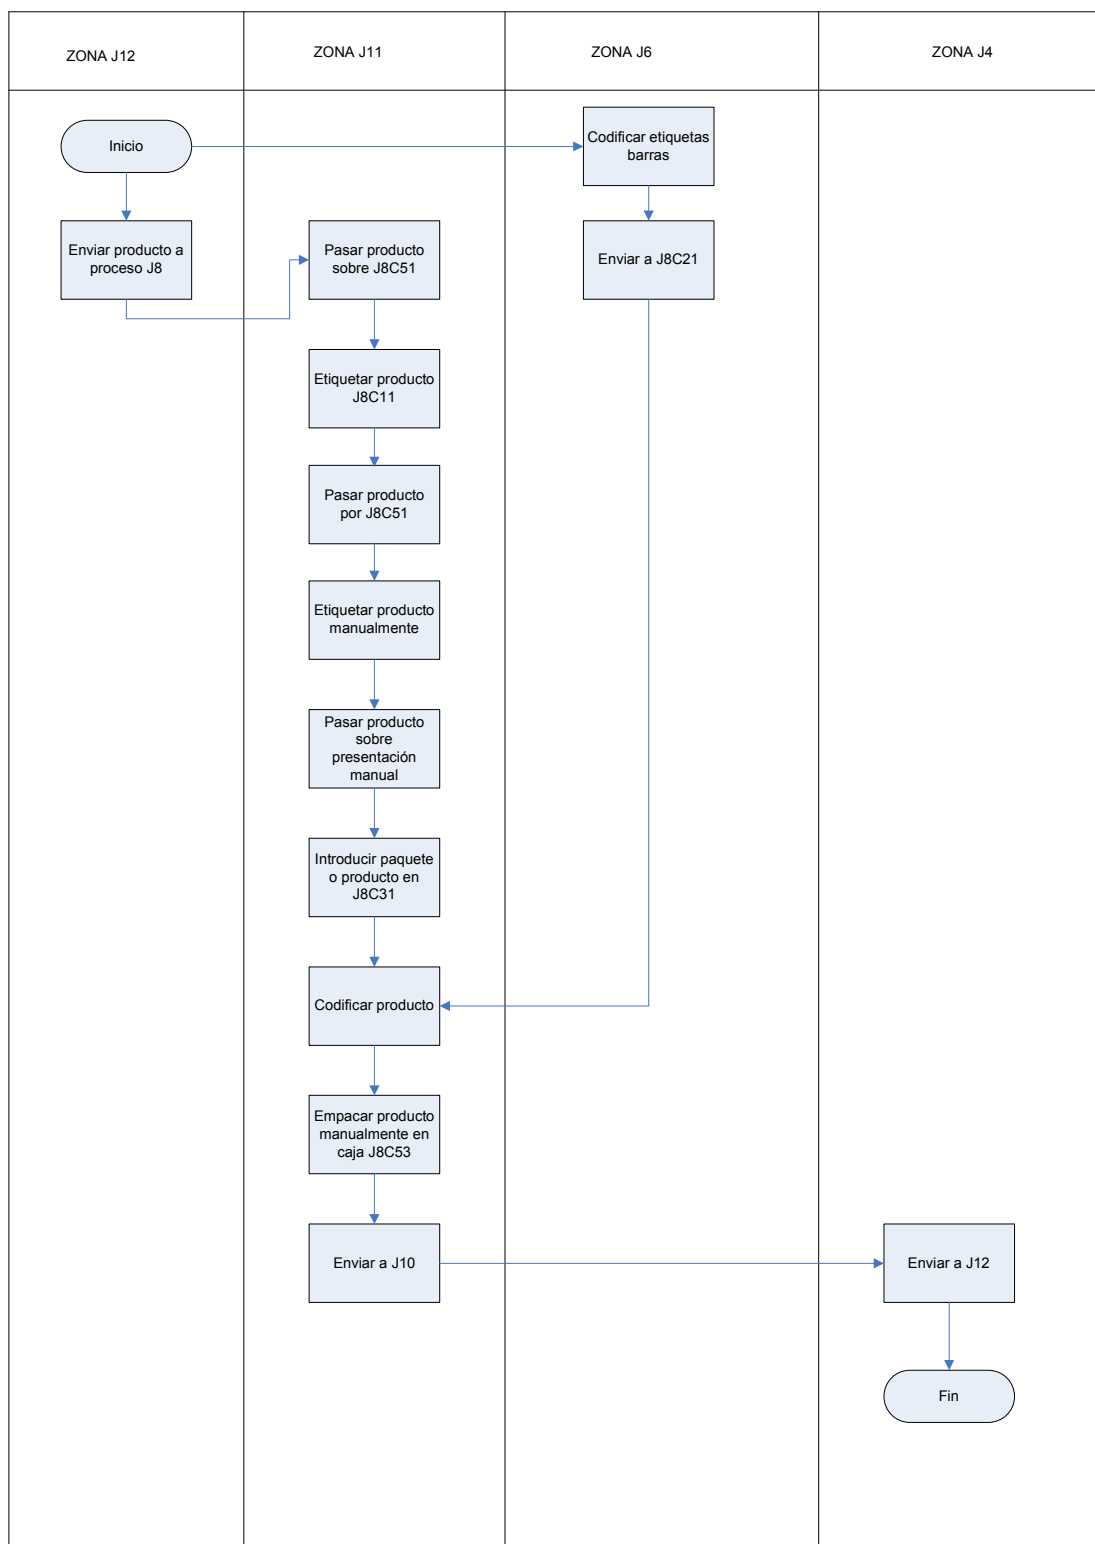 ZONA J12
ZONA J11
ZONA J6
ZONA J4
Inicio
Codificar etiquetas
barras
Enviar producto a
proceso J8
Pasar producto
sobre J8C51
Enviar a J8C21
Etiquetar producto
J8C11
Pasar producto
por J8C51
Etiquetar producto
manualmente
Pasar producto
sobre
presentación
manual
Introducir paquete
o producto en
J8C31
Codificar producto
Empacar producto
manualmente en
caja J8C53
Enviar a J10
Enviar a J12
Fin